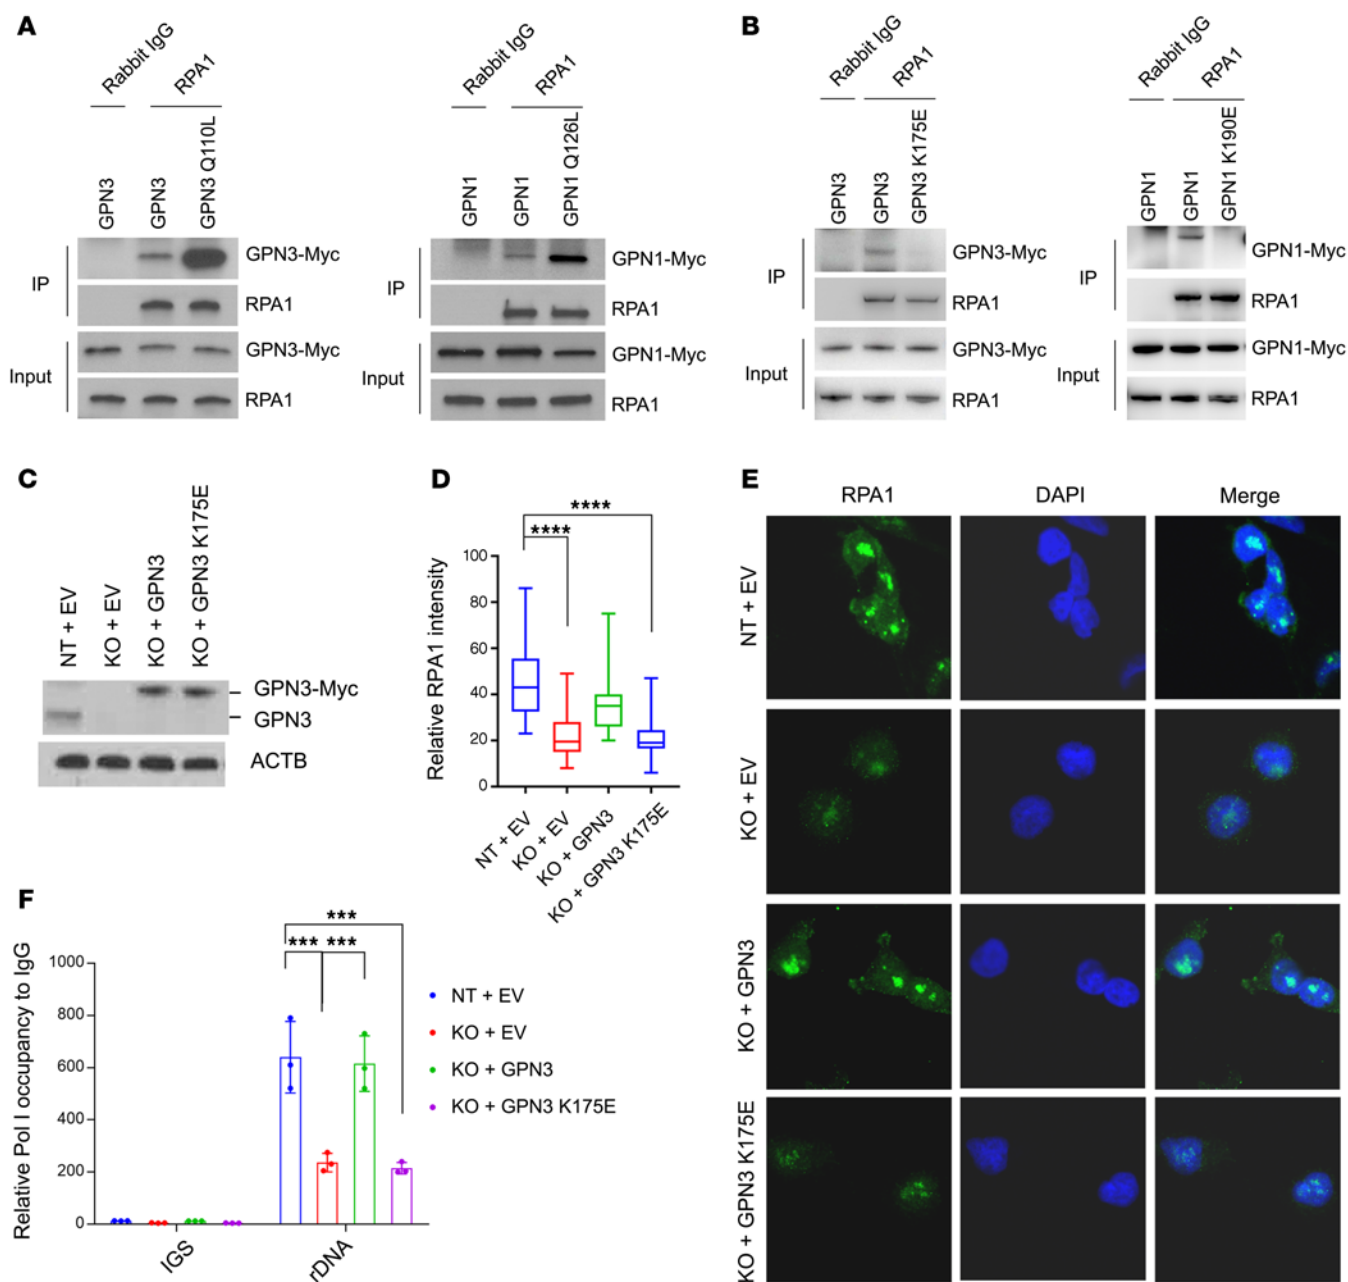 A
Rabbit IgG
RPA1
GPN3
GPN3
GPN3 Q110L
IP
GPN3-Myc
RPA1
Input
GPN3-Myc
RPA1
Rabbit IgG
RPA1
GPN1
GPN1
GPN1 Q126L
IP
GPN1-Myc
RPA1
Input
GPN1-Myc
RPA1
B
Rabbit IgG
RPA1
GPN3
GPN3
GPN3 K175E
IP
GPN3-Myc
RPA1
Input
GPN3-Myc
RPA1
Rabbit IgG
RPA1
GPN1
GPN1
GPN1 K190E
IP
GPN1-Myc
RPA1
Input
GPN1-Myc
RPA1
C
NT + EV
KO + EV
KO + GPN3
KO + GPN3 K175E
GPN3-Myc
GPN3
ACTB
D
****
****
Relative RPA1 intensity
100
80
60
40
20
0
NT + EV
KO + EV
KO + GPN3
KO + GPN3 K175E
E
RPA1
DAPI
Merge
NT + EV
KO + EV
KO + GPN3
KO + GPN3 K175E
F
***
*** ***
Relative Pol I occupancy to IgG
1000
800
600
400
200
0
IGS
rDNA
NT + EV
KO + EV
KO + GPN3
KO + GPN3 K175E